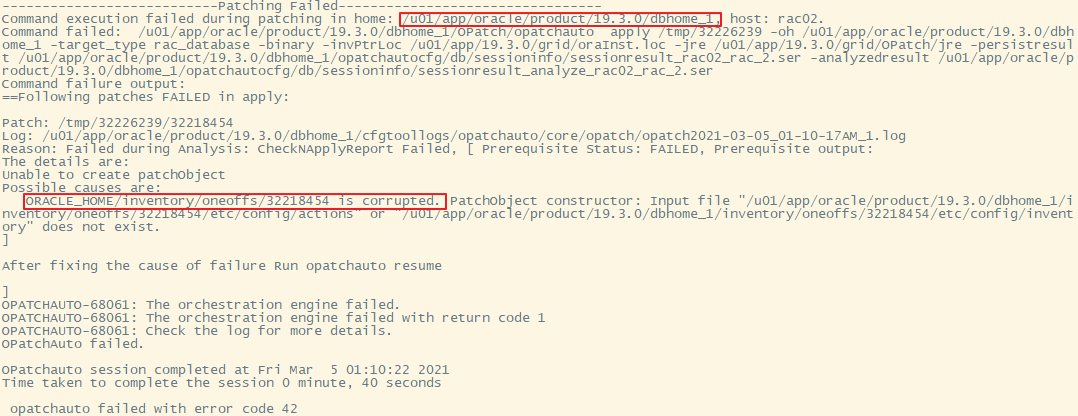 ---------------------------Patching Failed---------------------------------
Command execution failed during patching in home: /u01/app/oracle/product/19.3.0/dbhome_1, host: rac02.
Command failed:  /u01/app/oracle/product/19.3.0/dbhome_1/OPatch/opatchauto  apply /tmp/32226239 -oh /u01/app/oracle/product/19.3.0/dbh
ome_1 -target_type rac_database -binary -invPtrLoc /u01/app/19.3.0/grid/oraInst.loc -jre /u01/app/19.3.0/grid/OPatch/jre -persistresul
t /u01/app/oracle/product/19.3.0/dbhome_1/opatchautocfg/db/sessioninfo/sessionresult_rac02_rac_2.ser -analyzedresult /u01/app/oracle/p
roduct/19.3.0/dbhome_1/opatchautocfg/db/sessioninfo/sessionresult_analyze_rac02_rac_2.ser
Command failure output:
==Following patches FAILED in apply:

Patch: /tmp/32226239/32218454
Log: /u01/app/oracle/product/19.3.0/dbhome_1/cfgtoollogs/opatchauto/core/opatch/opatch2021-03-05_01-10-17AM_1.log
Reason: Failed during Analysis: CheckNApplyReport Failed, [ Prerequisite Status: FAILED, Prerequisite output:
The details are:
Unable to create patchObject
Possible causes are:
   ORACLE_HOME/inventory/oneoffs/32218454 is corrupted. PatchObject constructor: Input file "/u01/app/oracle/product/19.3.0/dbhome_1/i
nventory/oneoffs/32218454/etc/config/actions" or "/u01/app/oracle/product/19.3.0/dbhome_1/inventory/oneoffs/32218454/etc/config/invent
ory" does not exist.
]

After fixing the cause of failure Run opatchauto resume

]
OPATCHAUTO-68061: The orchestration engine failed.
OPATCHAUTO-68061: The orchestration engine failed with return code 1
OPATCHAUTO-68061: Check the log for more details.
OPatchAuto failed.

OPatchauto session completed at Fri Mar  5 01:10:22 2021
Time taken to complete the session 0 minute, 40 seconds

 opatchauto failed with error code 42